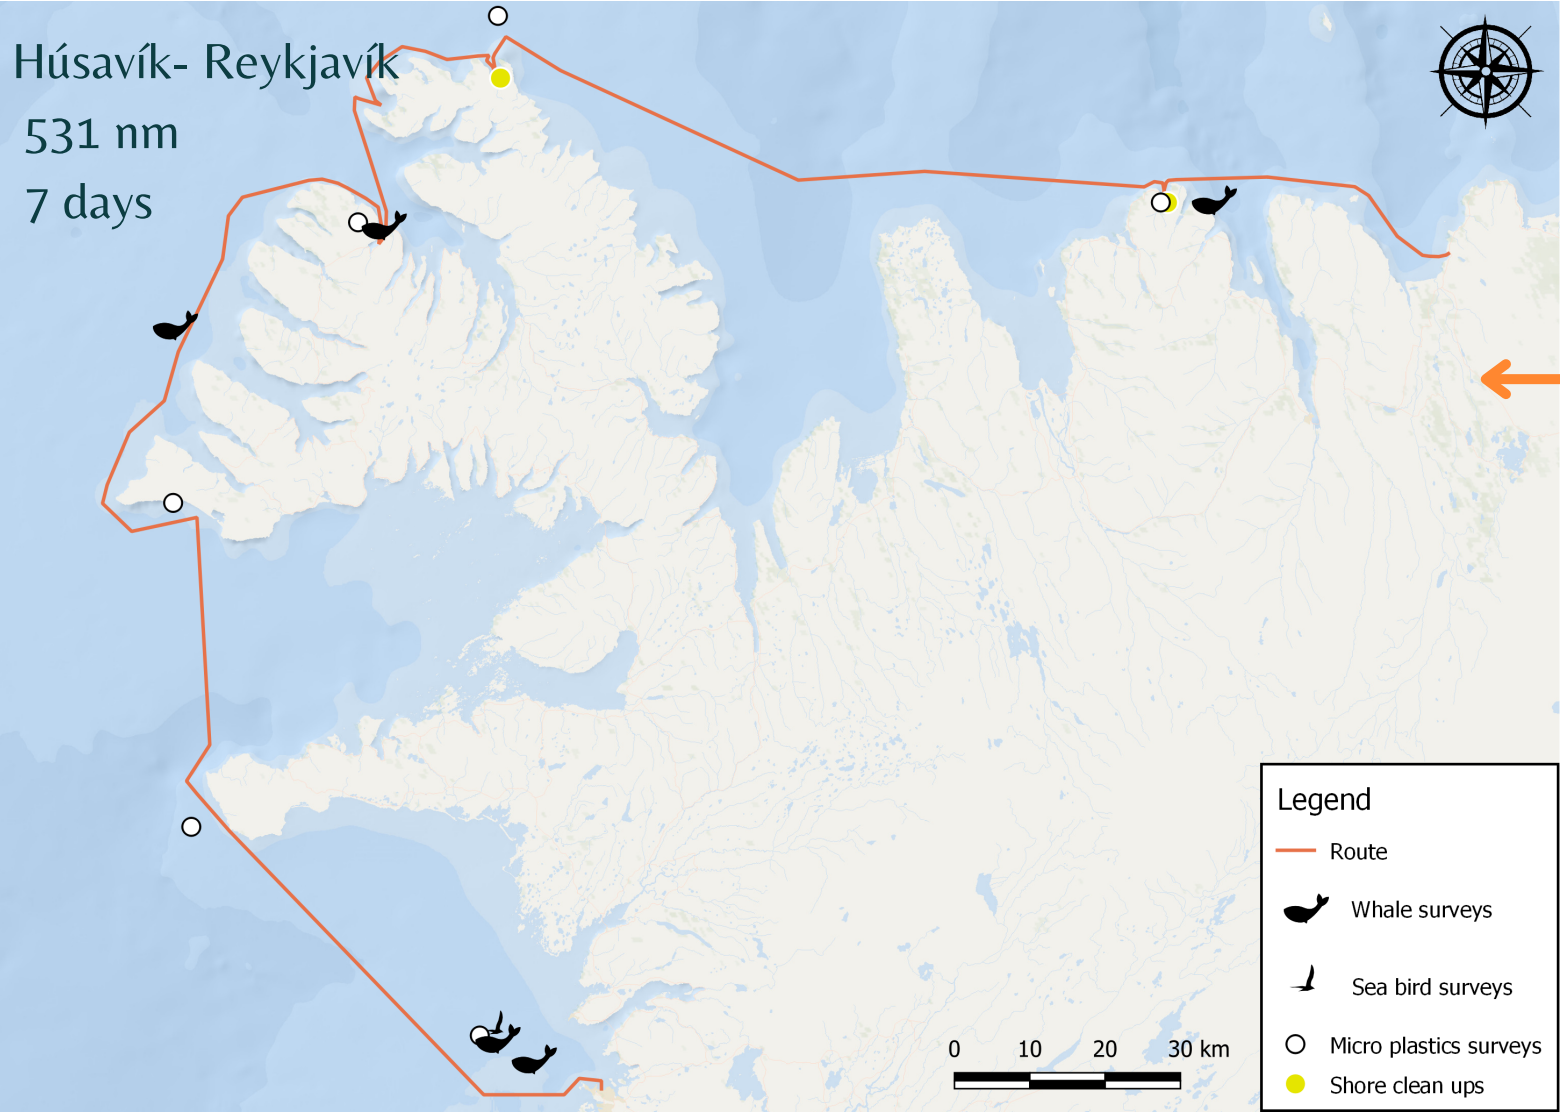 Húsavík- Reykjavík
531 nm
7 days
Legend
Route
Whale surveys
Sea bird surveys
Micro plastics surveys
Shore clean ups
0 10 20 30 km